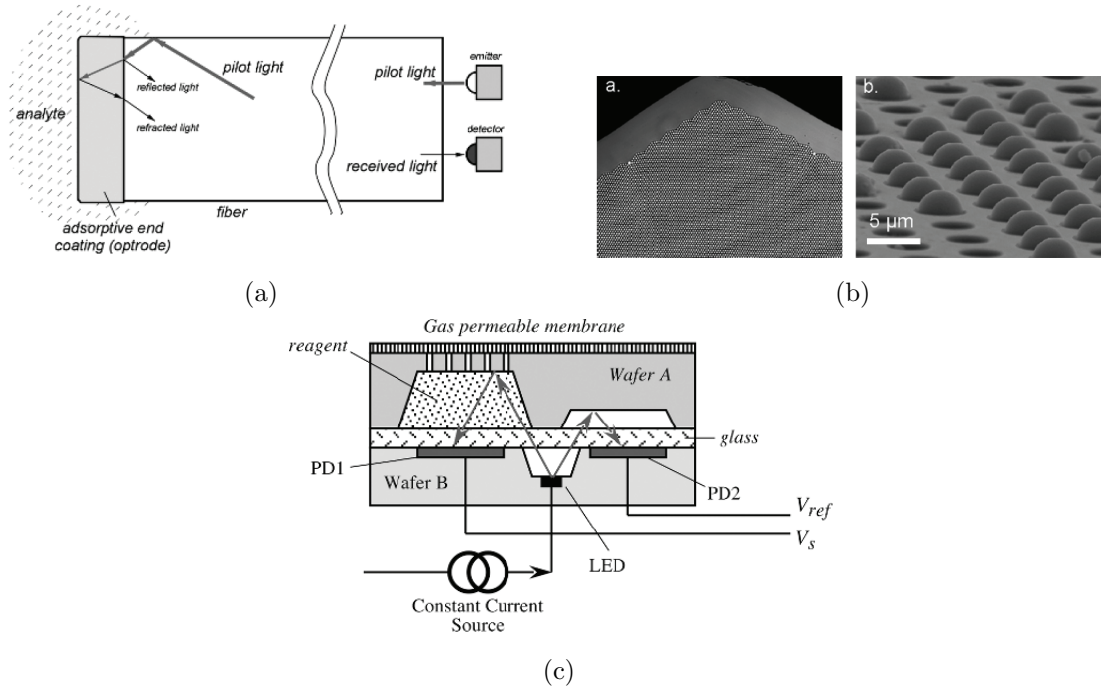 emitter
pilot light
pilot light
reflected light
analyte
refracted light
detector
received light
fiber
adsorptive end
coating (optrode)
(a)
a.
b.
5 μm
(b)
Gas permeable membrane
reagent
Wafer A
glass
PD1
Wafer B
PD2
V_ref
V_s
LED
Constant Current
Source
(c)